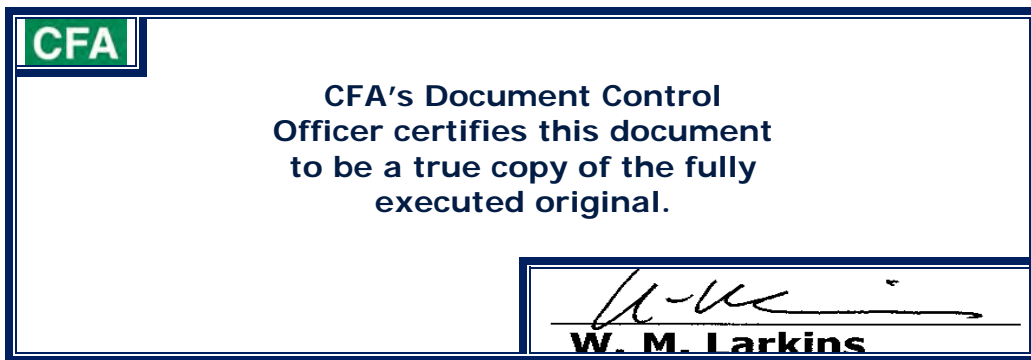 CFA
CFA's Document Control
Officer certifies this document
to be a true copy of the fully
executed original.
W. M. Larkins